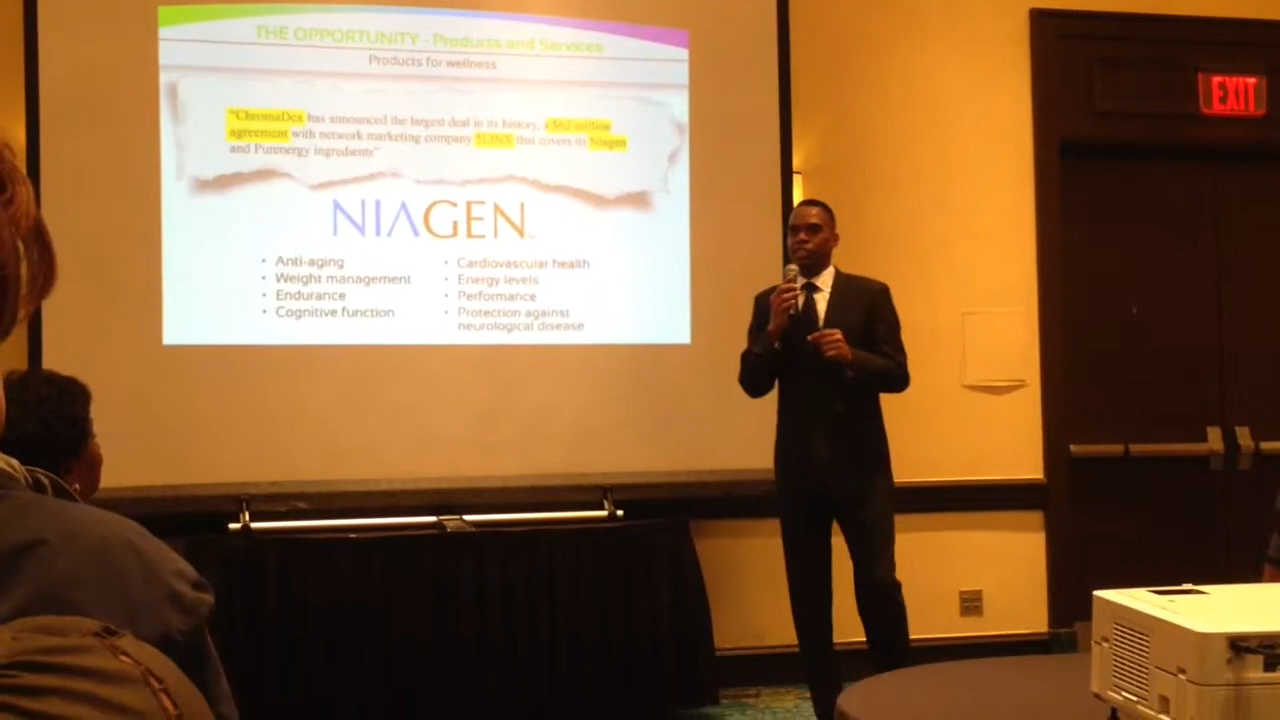 THE OPPORTUNITY - Products and Services
Products for wellness
"ChromaDex has announced the largest deal in its history, a $62 million
agreement with network marketing company 5LINX that covers its Niagen
and Purenergy ingredients"
NIAGEN
• Anti-aging
• Weight management
• Endurance
• Cognitive function
• Cardiovascular health
• Energy levels
• Performance
• Protection against
neurological disease
EXIT